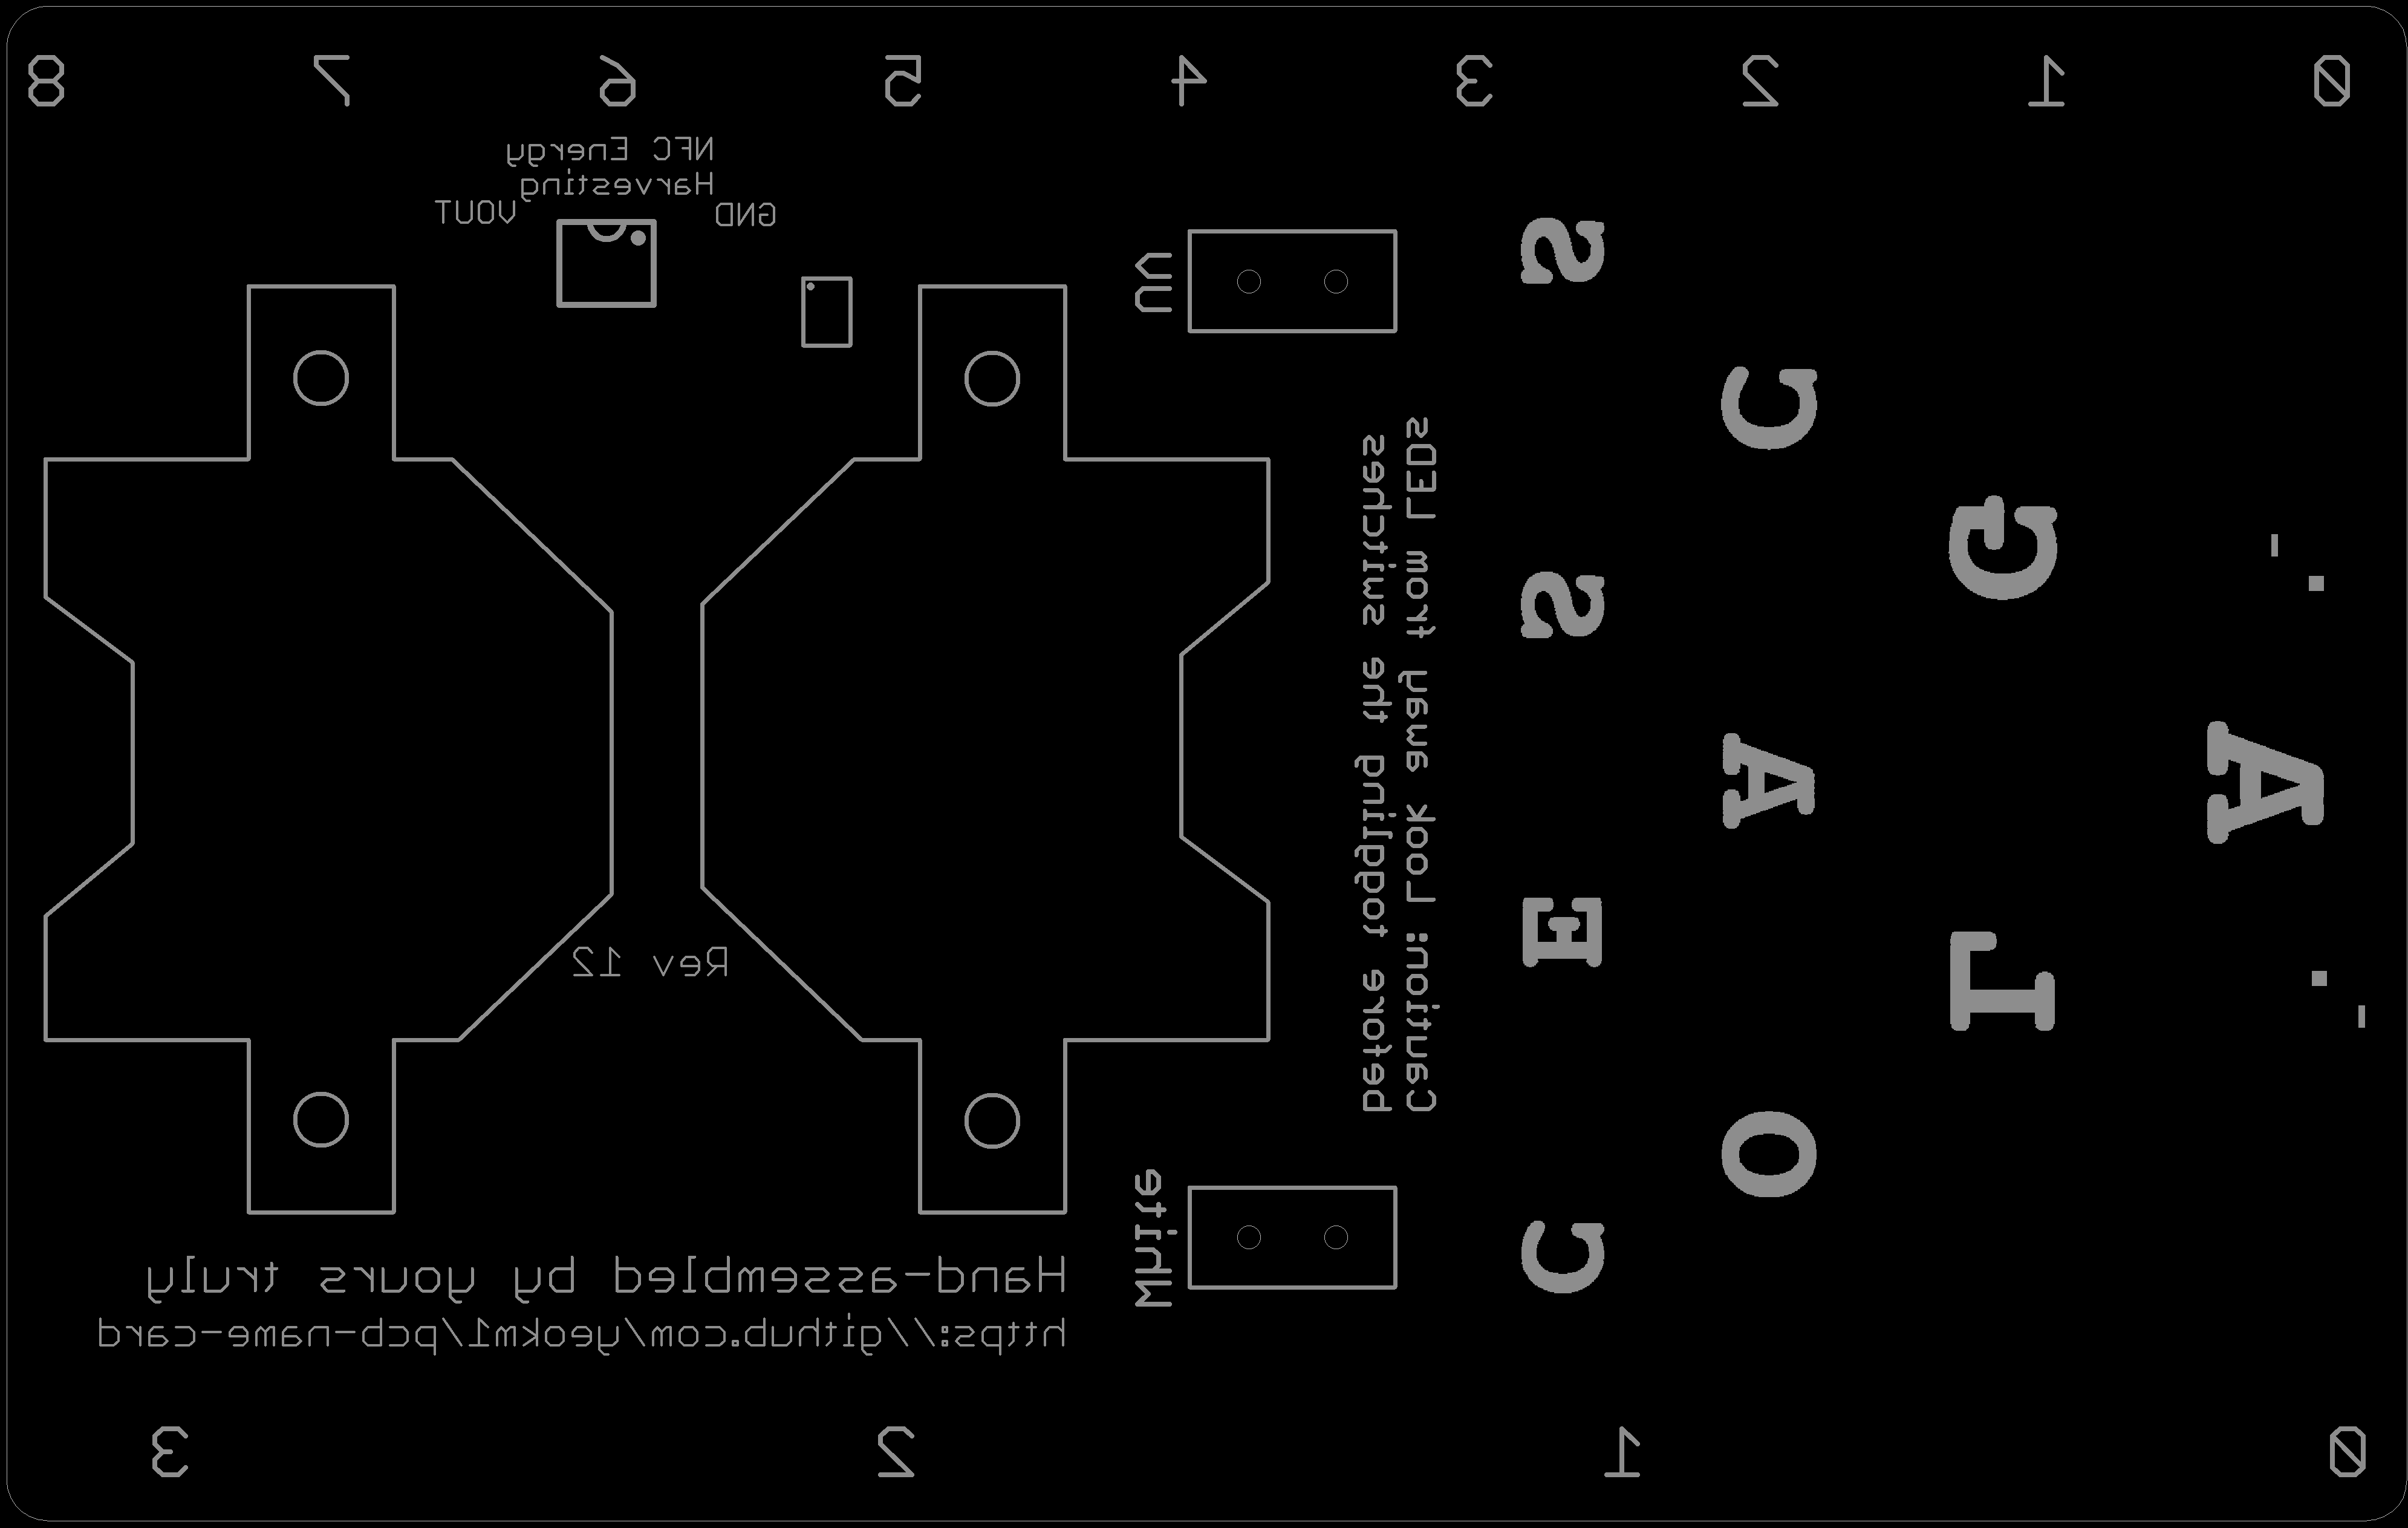 0 1 2 3 4 5 6 7 8
NFC Energy
Harvesting
GND
VOUT
UV
Caution: Look away from LEDs
before toggling the switches
White
A
T G
O A C
C E S S
Rev 12
Hand-assembled by yours truly
https://github.com/yeokm1/pcb-name-card
0 1 2 3